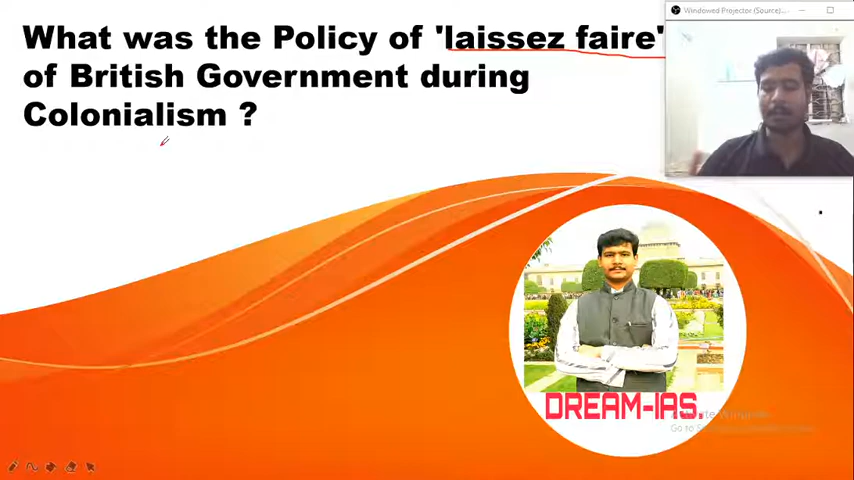 Windowed Projector (Source)...
What was the Policy of 'laissez faire'
of British Government during
Colonialism ?
DREAM-IAS